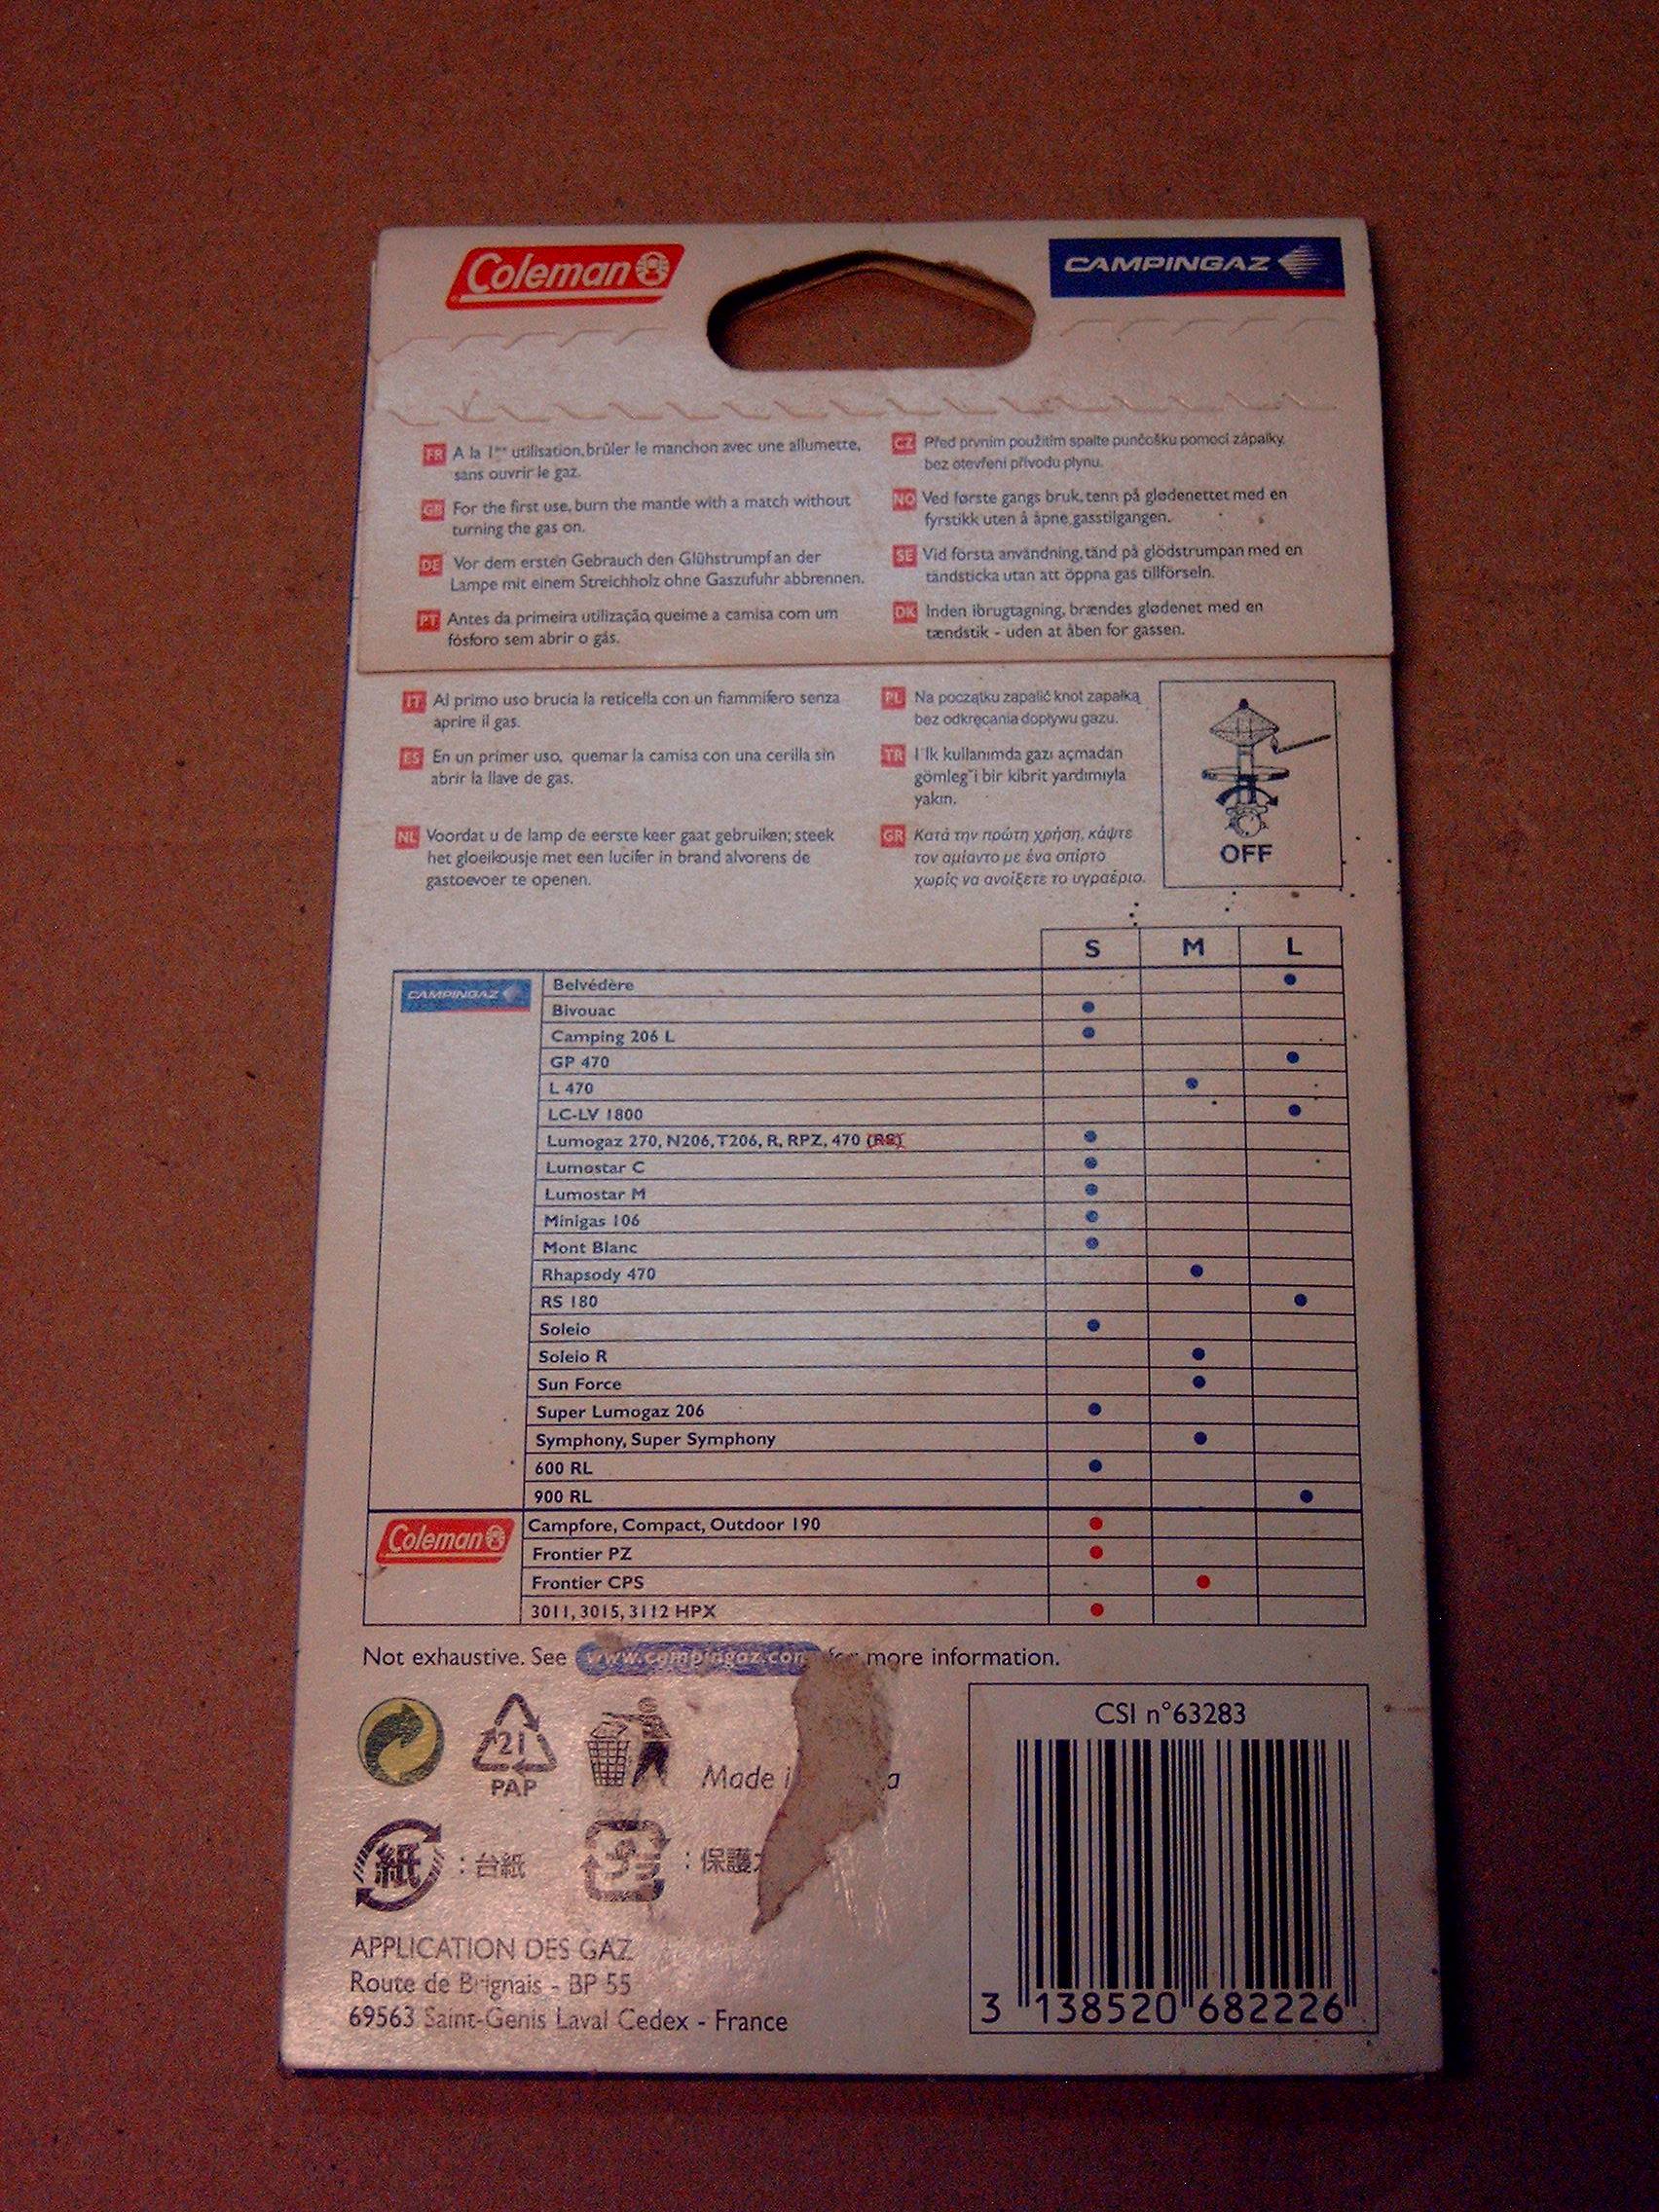 Coleman
CAMPINGAZ
FR A la 1ère utilisation, brûler le manchon avec une allumette,
sans ouvrir le gaz.
GB For the first use, burn the mantle with a match without
turning the gas on.
DE Vor dem ersten Gebrauch den Glühstrumpf an der
Lampe mit einem Streichholz ohne Gaszufuhr abbrennen.
PT Antes da primeira utilização, queime a camisa com um
fósforo sem abrir o gás.
CZ Před prvním použitím spalte punčošku pomocí zápalky,
bez otevření přívodu plynu.
NO Ved første gangs bruk, tenn på glødenettet med en
fyrstikk uten å åpne gasstilgangen.
SE Vid första användning, tänd på glödstrumpan med en
tändsticka utan att öppna gas tillförseln.
DK Inden ibrugtagning, brændes glødenet med en
tændstik - uden at åben for gassen.
IT Al primo uso brucia la reticella con un fiammifero senza
aprire il gas.
ES En un primer uso, quemar la camisa con una cerilla sin
abrir la llave de gas.
NL Voordat u de lamp de eerste keer gaat gebruiken; steek
het gloeikousje met een lucifer in brand alvorens de
gastoevoer te openen.
PL Na początku zapalić knot zapałką
bez odkręcania dopływu gazu.
TR I˙lk kullanımda gazı açmadan
gömleg˘i bir kibrit yardımıyla
yakın.
GR Κατά την πρώτη χρήση, κάψτε
τον αμίαντο με ένα σπίρτο
χωρίς να ανοίξετε το υγραέριο.
OFF
S M L
CAMPINGAZ
Belvédère
Bivouac
Camping 206 L
GP 470
L 470
LC-LV 1800
Lumogaz 270, N206, T206, R, RPZ, 470 (RS)
Lumostar C
Lumostar M
Minigas 106
Mont Blanc
Rhapsody 470
RS 180
Soleio
Soleio R
Sun Force
Super Lumogaz 206
Symphony, Super Symphony
600 RL
900 RL
Coleman
Campfore, Compact, Outdoor 190
Frontier PZ
Frontier CPS
3011, 3015, 3112 HPX
Not exhaustive. See www.campingaz.com for more information.
21
PAP
Made
紙 : 台紙
: 保護
APPLICATION DES GAZ
Route de Brignais - BP 55
69563 Saint-Genis Laval Cedex - France
CSI n°63283
3 138520 682226